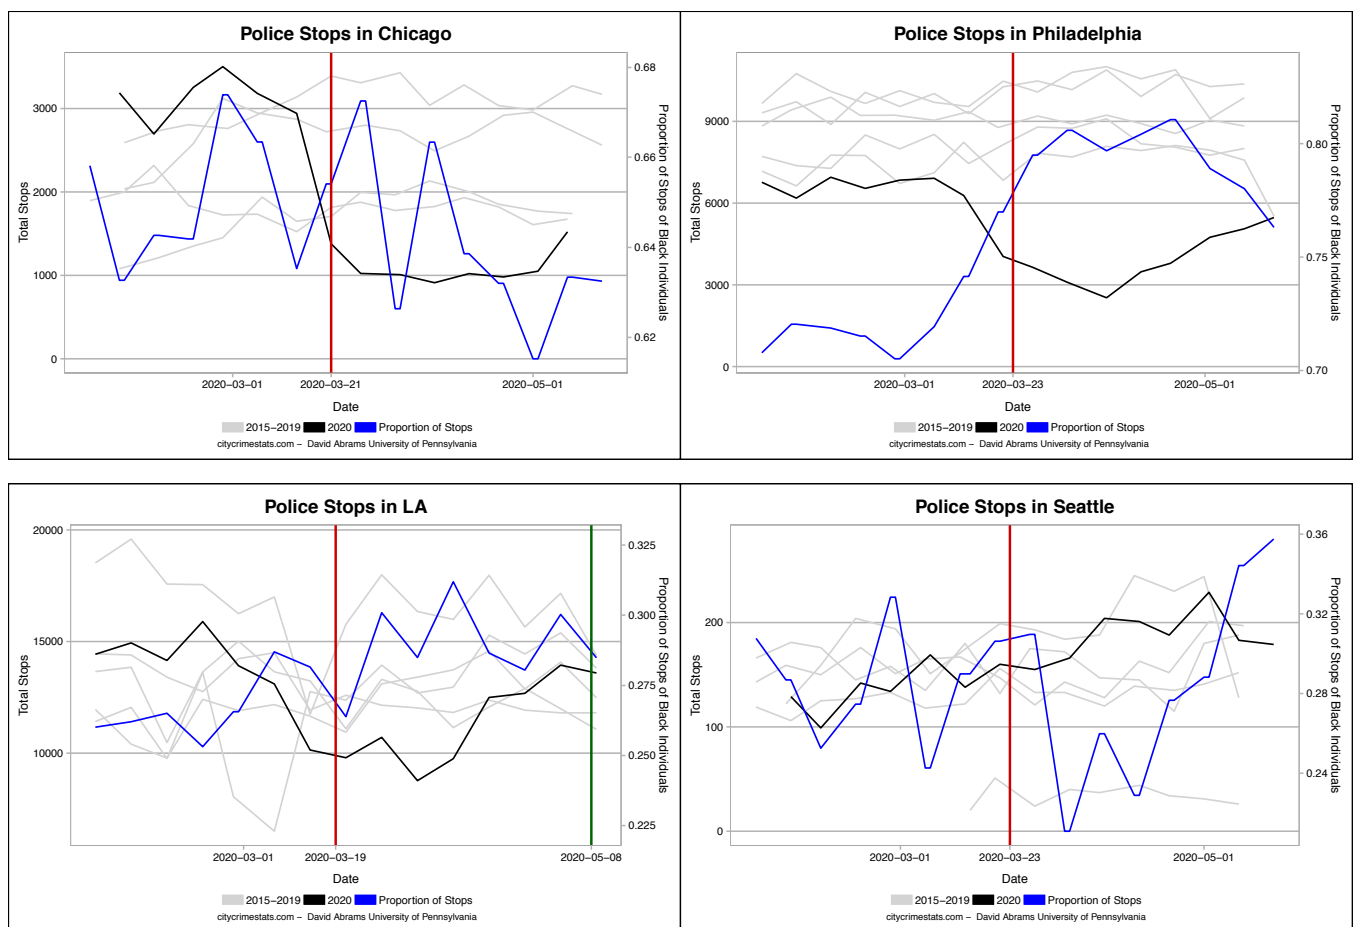 Police Stops in Chicago
3000
2000
1000
0
Total Stops
0.68
0.66
0.64
0.62
Proportion of Stops of Black Individuals
2020−03−01
2020−03−21
2020−05−01
Date
2015−2019 2020 Proportion of Stops
citycrimestats.com − David Abrams University of Pennsylvania
Police Stops in Philadelphia
9000
6000
3000
0
Total Stops
0.80
0.75
0.70
Proportion of Stops of Black Individuals
2020−03−01
2020−03−23
2020−05−01
Date
2015−2019 2020 Proportion of Stops
citycrimestats.com − David Abrams University of Pennsylvania
Police Stops in LA
20000
15000
10000
Total Stops
0.325
0.300
0.275
0.250
0.225
Proportion of Stops of Black Individuals
2020−03−01
2020−03−19
2020−05−08
Date
2015−2019 2020 Proportion of Stops
citycrimestats.com − David Abrams University of Pennsylvania
Police Stops in Seattle
200
100
0
Total Stops
0.36
0.32
0.28
0.24
Proportion of Stops of Black Individuals
2020−03−01
2020−03−23
2020−05−01
Date
2015−2019 2020 Proportion of Stops
citycrimestats.com − David Abrams University of Pennsylvania